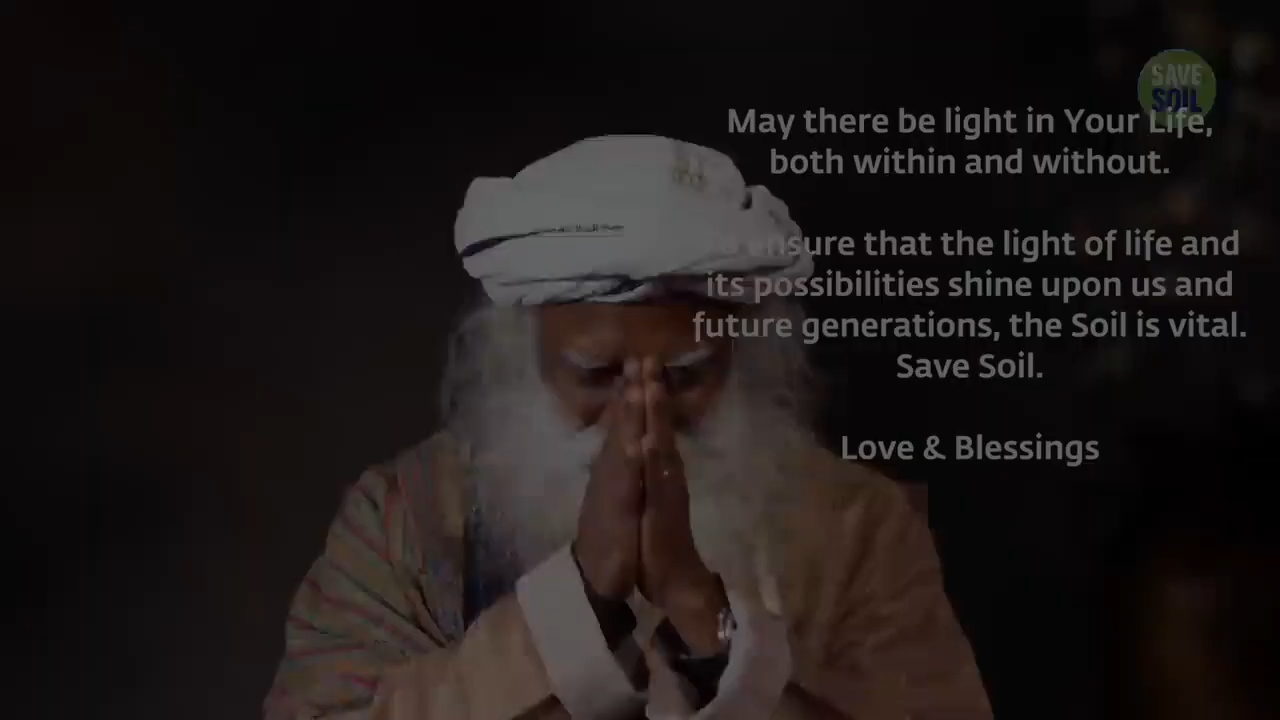 SAVE
SOIL
May there be light in Your Life,
both within and without.
ensure that the light of life and
its possibilities shine upon us and
future generations, the Soil is vital.
Save Soil.
Love & Blessings